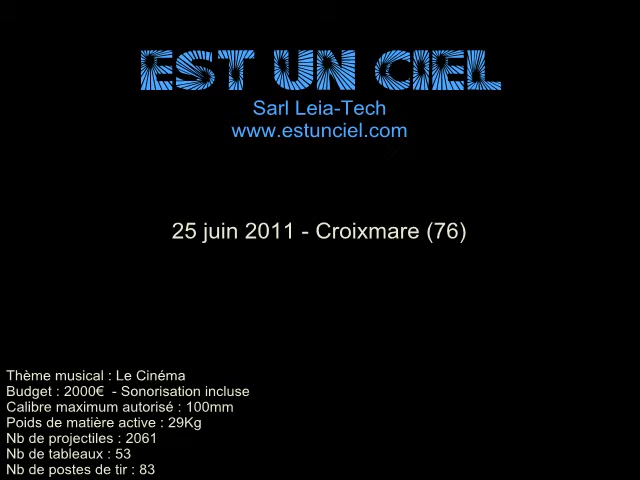 EST UN CIEL
Sarl Leia-Tech
www.estunciel.com
25 juin 2011 - Croixmare (76)
Thème musical : Le Cinéma
Budget : 2000€  - Sonorisation incluse
Calibre maximum autorisé : 100mm
Poids de matière active : 29Kg
Nb de projectiles : 2061
Nb de tableaux : 53
Nb de postes de tir : 83